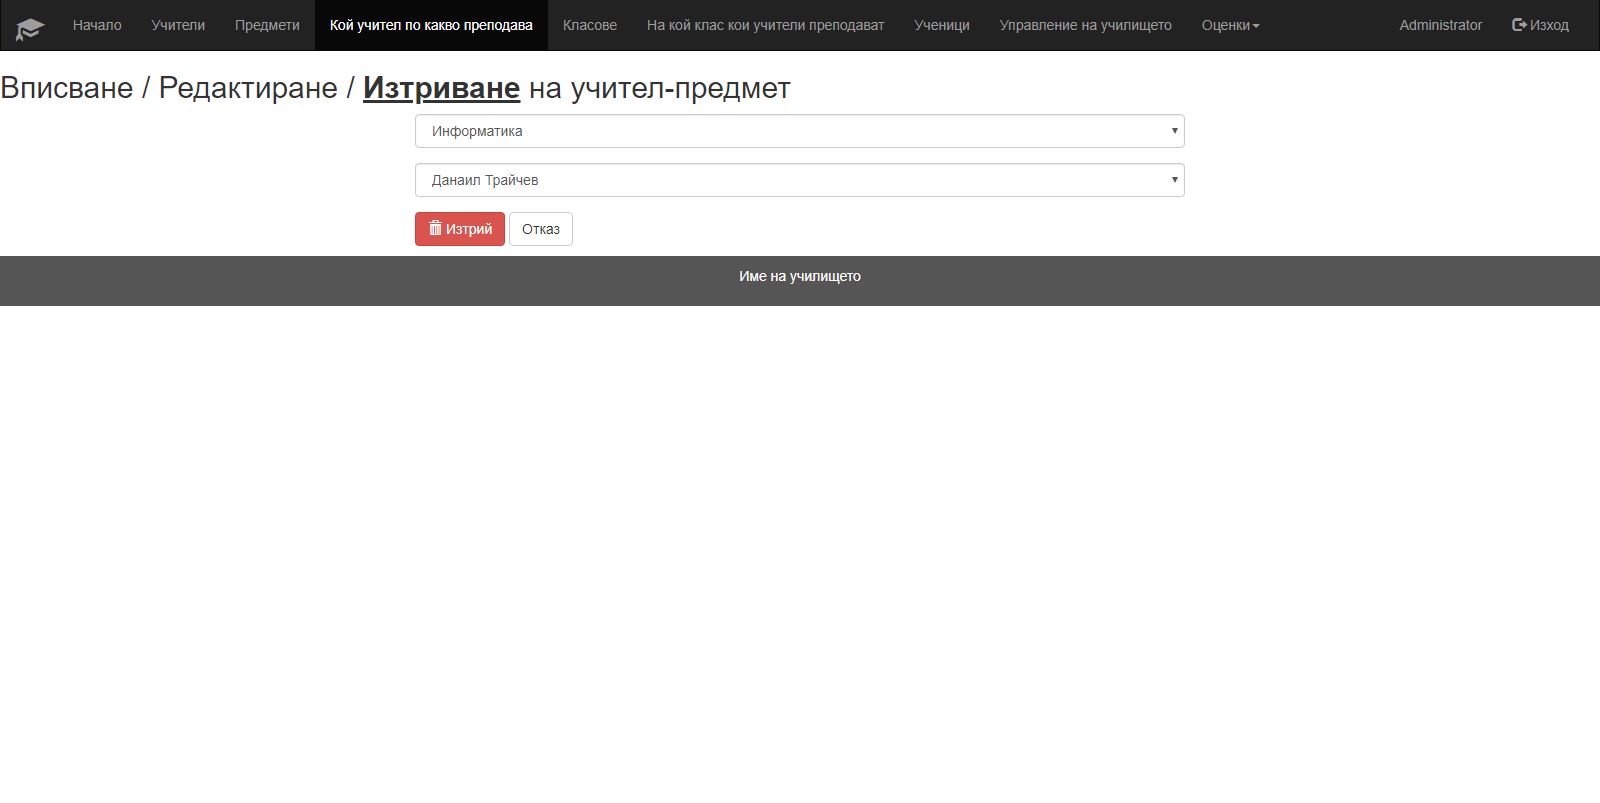 Начало Учители Предмети Кой учител по какво преподава Класове На кой клас кои учители преподават Ученици Управление на училището Оценки Administrator Изход
Вписване / Редактиране / Изтриване на учител-предмет
Информатика
Данаил Трайчев
Изтрий Отказ
Име на училището